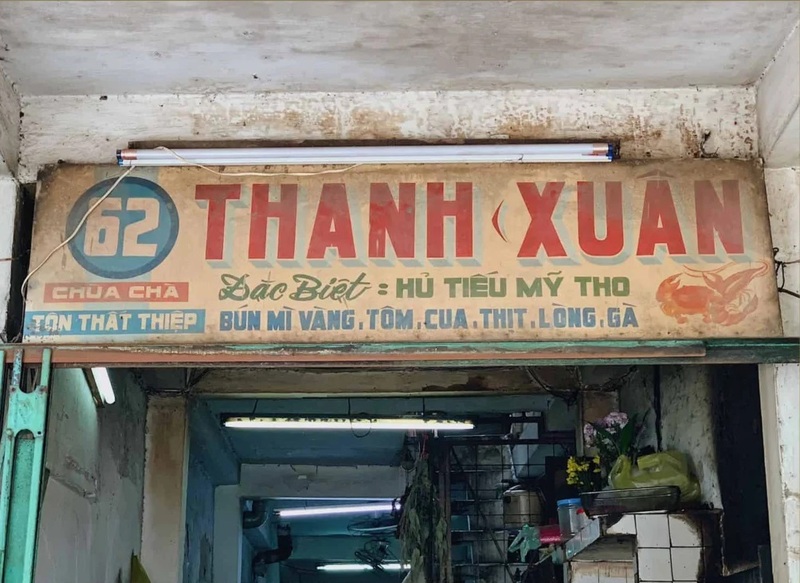 62
THANH XUÂN
CHUA CHÀ
Đặc Biệt : HỦ TIẾU MỸ THO
TÔN THẤT THIỆP
BÚN MÌ VÀNG, TÔM, CUA, THỊT, LÒNG, GÀ